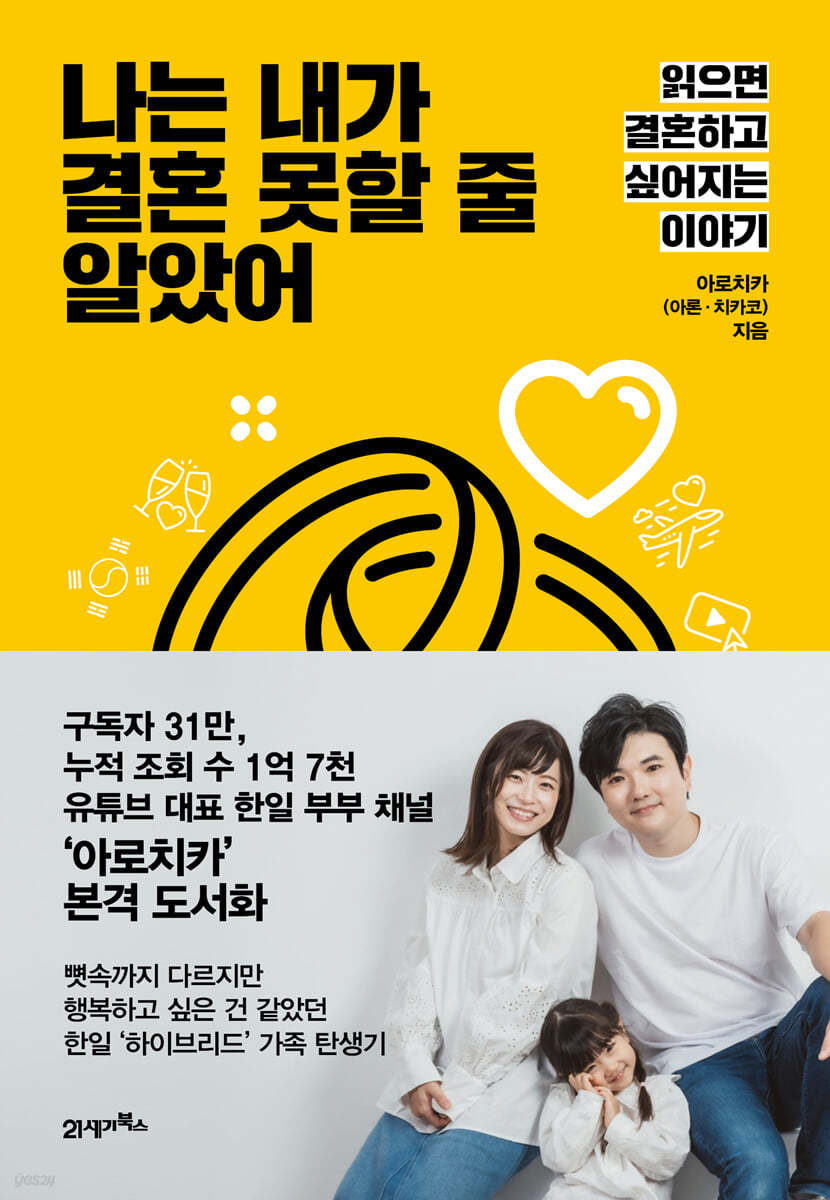 나는 내가
결혼 못할 줄
알았어
읽으면
결혼하고
싶어지는
이야기
아로치카
(아론 · 치카코)
지음
구독자 31만,
누적 조회 수 1억 7천
유튜브 대표 한일 부부 채널
‘아로치카’
본격 도서화
뼛속까지 다르지만
행복하고 싶은 건 같았던
한일 ‘하이브리드’ 가족 탄생기
21세기북스
yes24